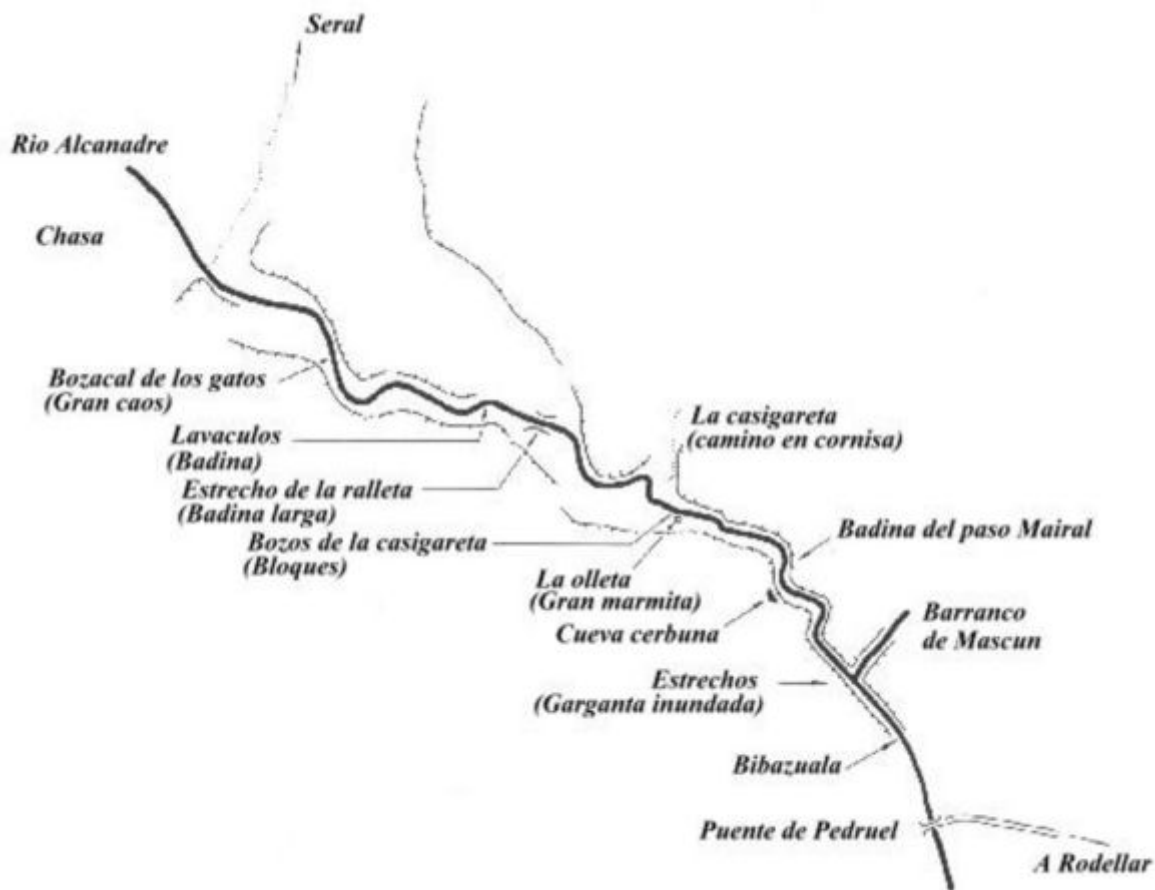 Seral
Rio Alcanadre
Chasa
Bozacal de los gatos
(Gran caos)
Lavaculos
(Badina)
Estrecho de la ralleta
(Badina larga)
Bozos de la casigareta
(Bloques)
La casigareta
(camino en cornisa)
Badina del paso Mairal
La olleta
(Gran marmita)
Cueva cerbuna
Barranco
de Mascun
Estrechos
(Garganta inundada)
Bibazuala
Puente de Pedruel
A Rodellar